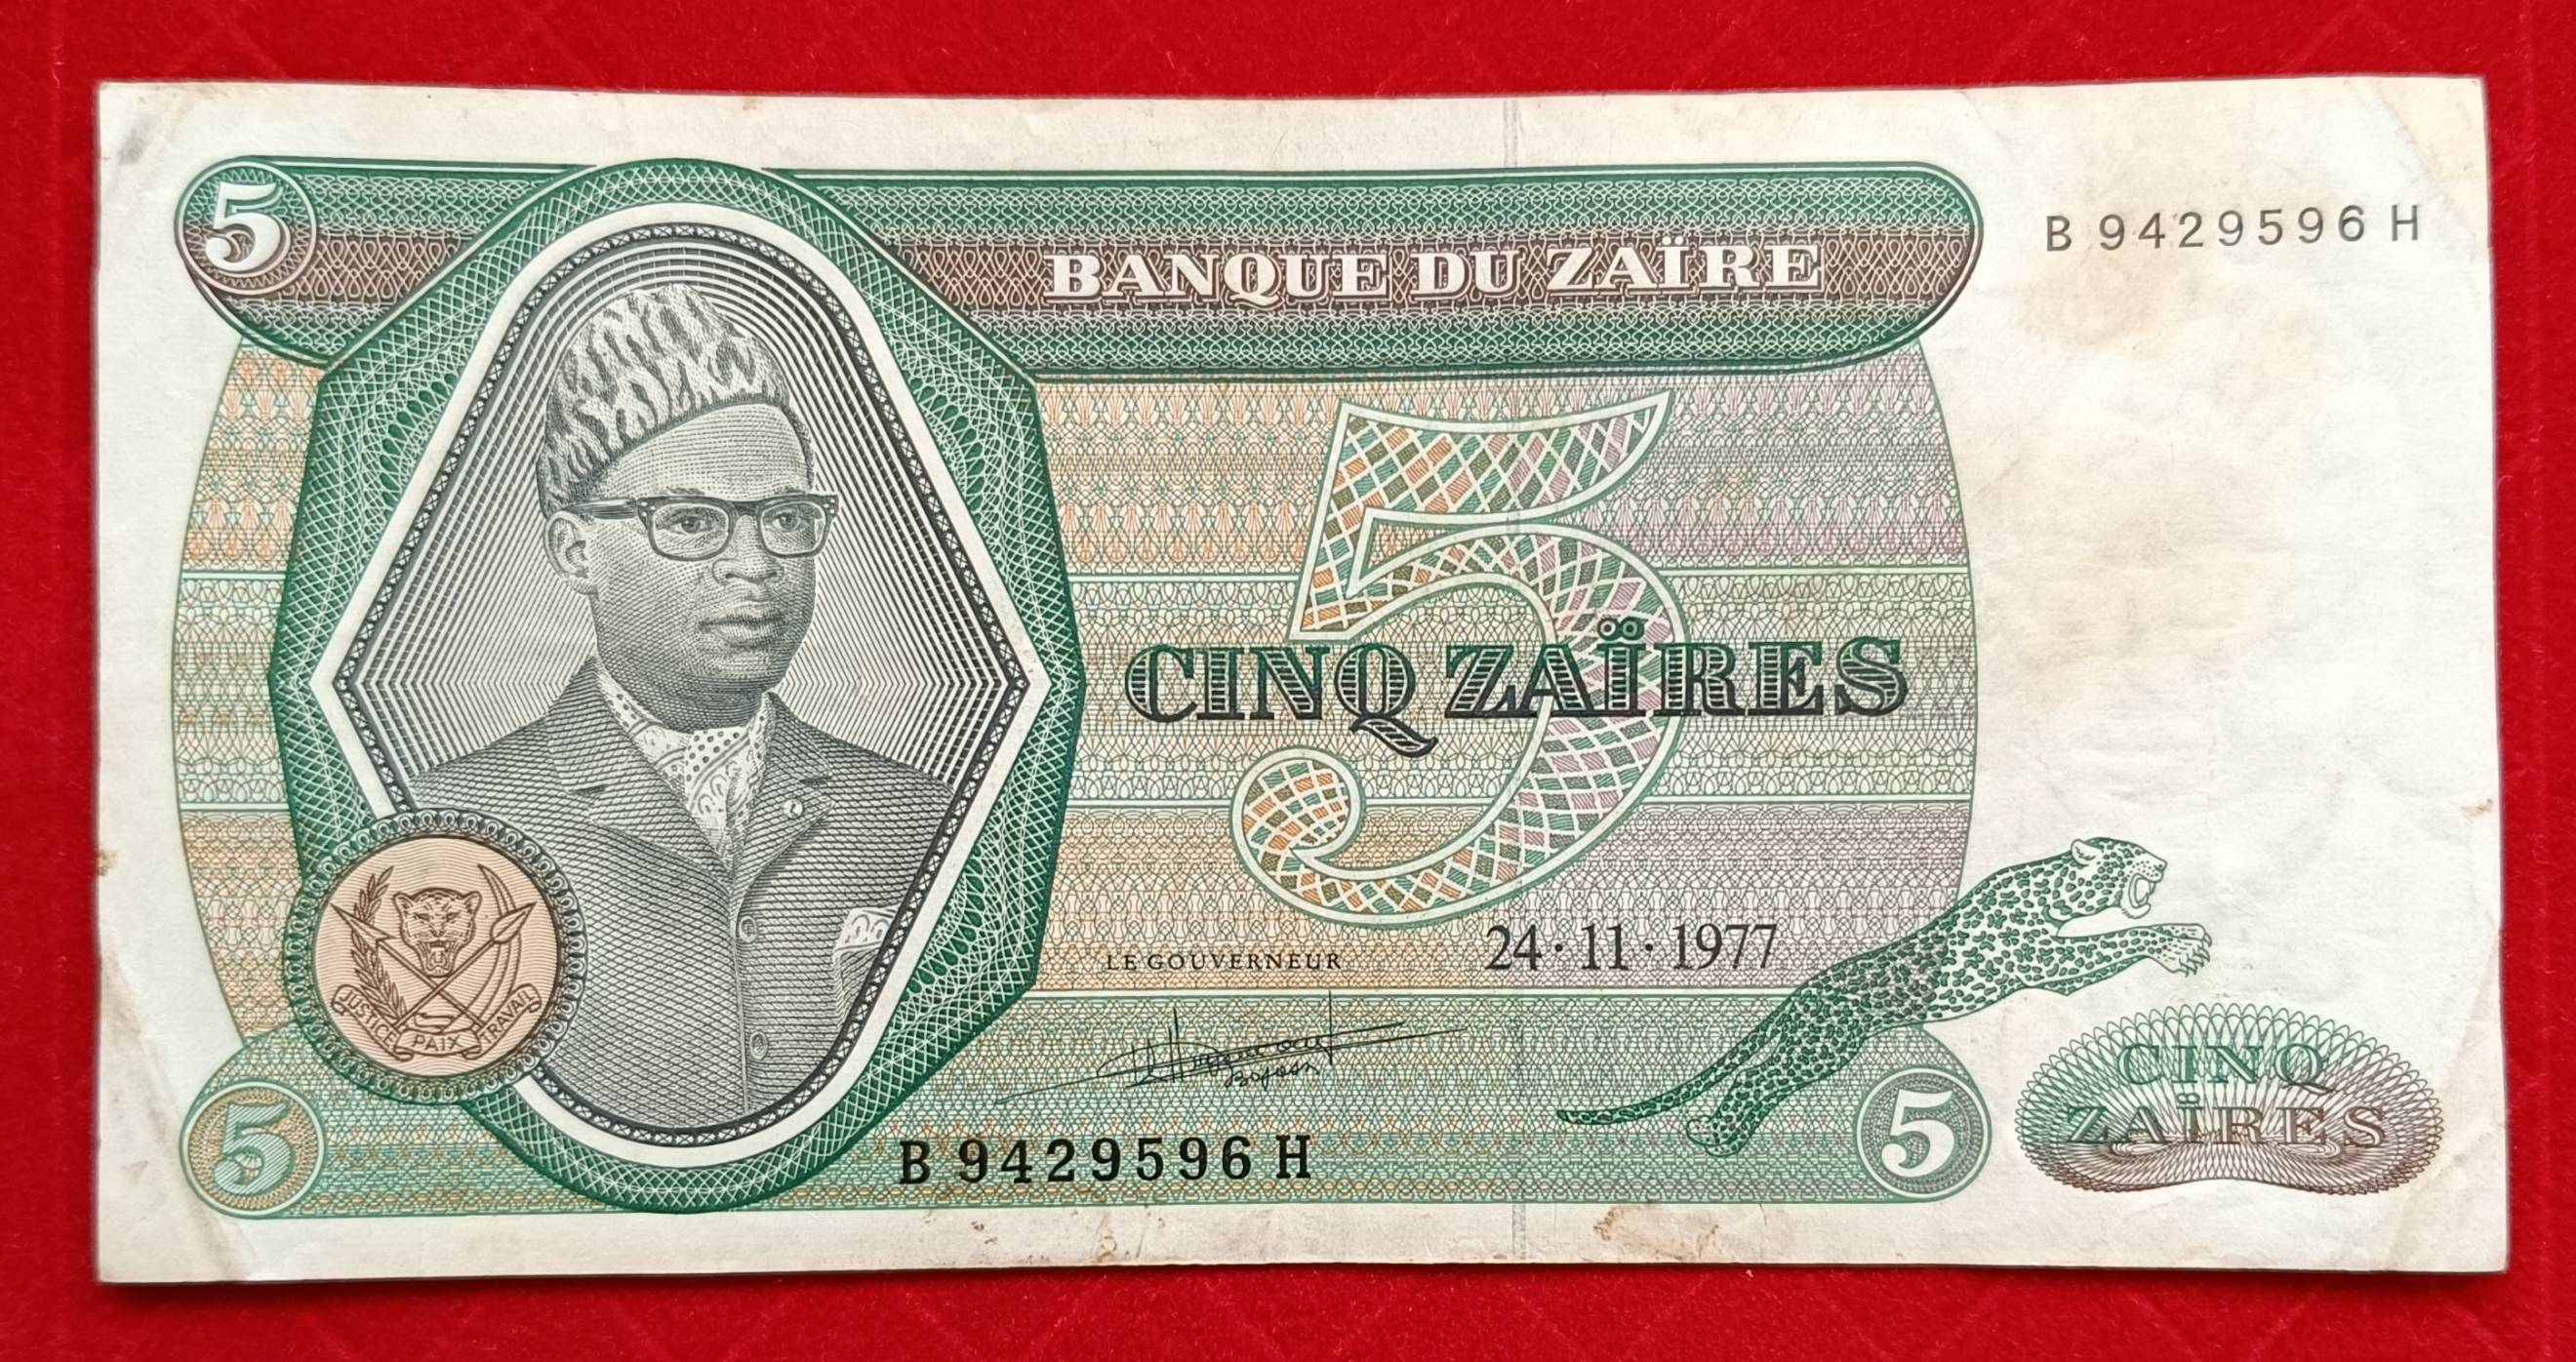 5
BANQUE DU ZAÏRE
B 9429596 H
5
CINQ ZAÏRES
LE GOUVERNEUR
24·11·1977
JUSTICE PAIX TRAVAIL
5
B 9429596 H
5
CINQ
ZAÏRES